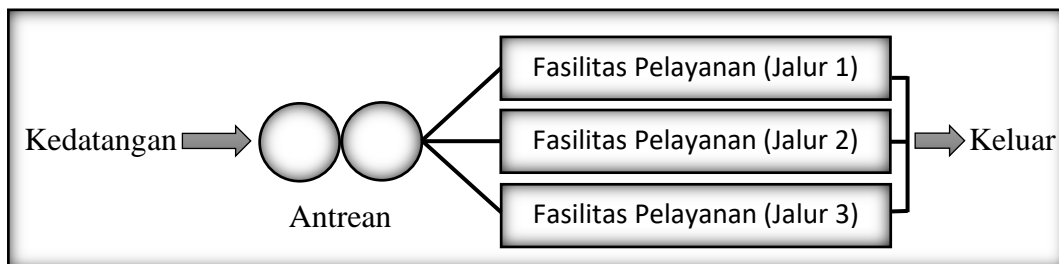 Fasilitas Pelayanan (Jalur 1)
Kedatangan
Fasilitas Pelayanan (Jalur 2)
Keluar
Antrean
Fasilitas Pelayanan (Jalur 3)